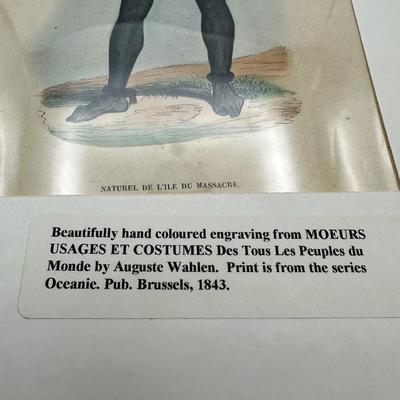 NATUREL DE L'ILE DU MASSACRE.
Beautifully hand coloured engraving from MOEURS
USAGES ET COSTUMES Des Tous Les Peuples du
Monde by Auguste Wahlen. Print is from the series
Oceanie. Pub. Brussels, 1843.